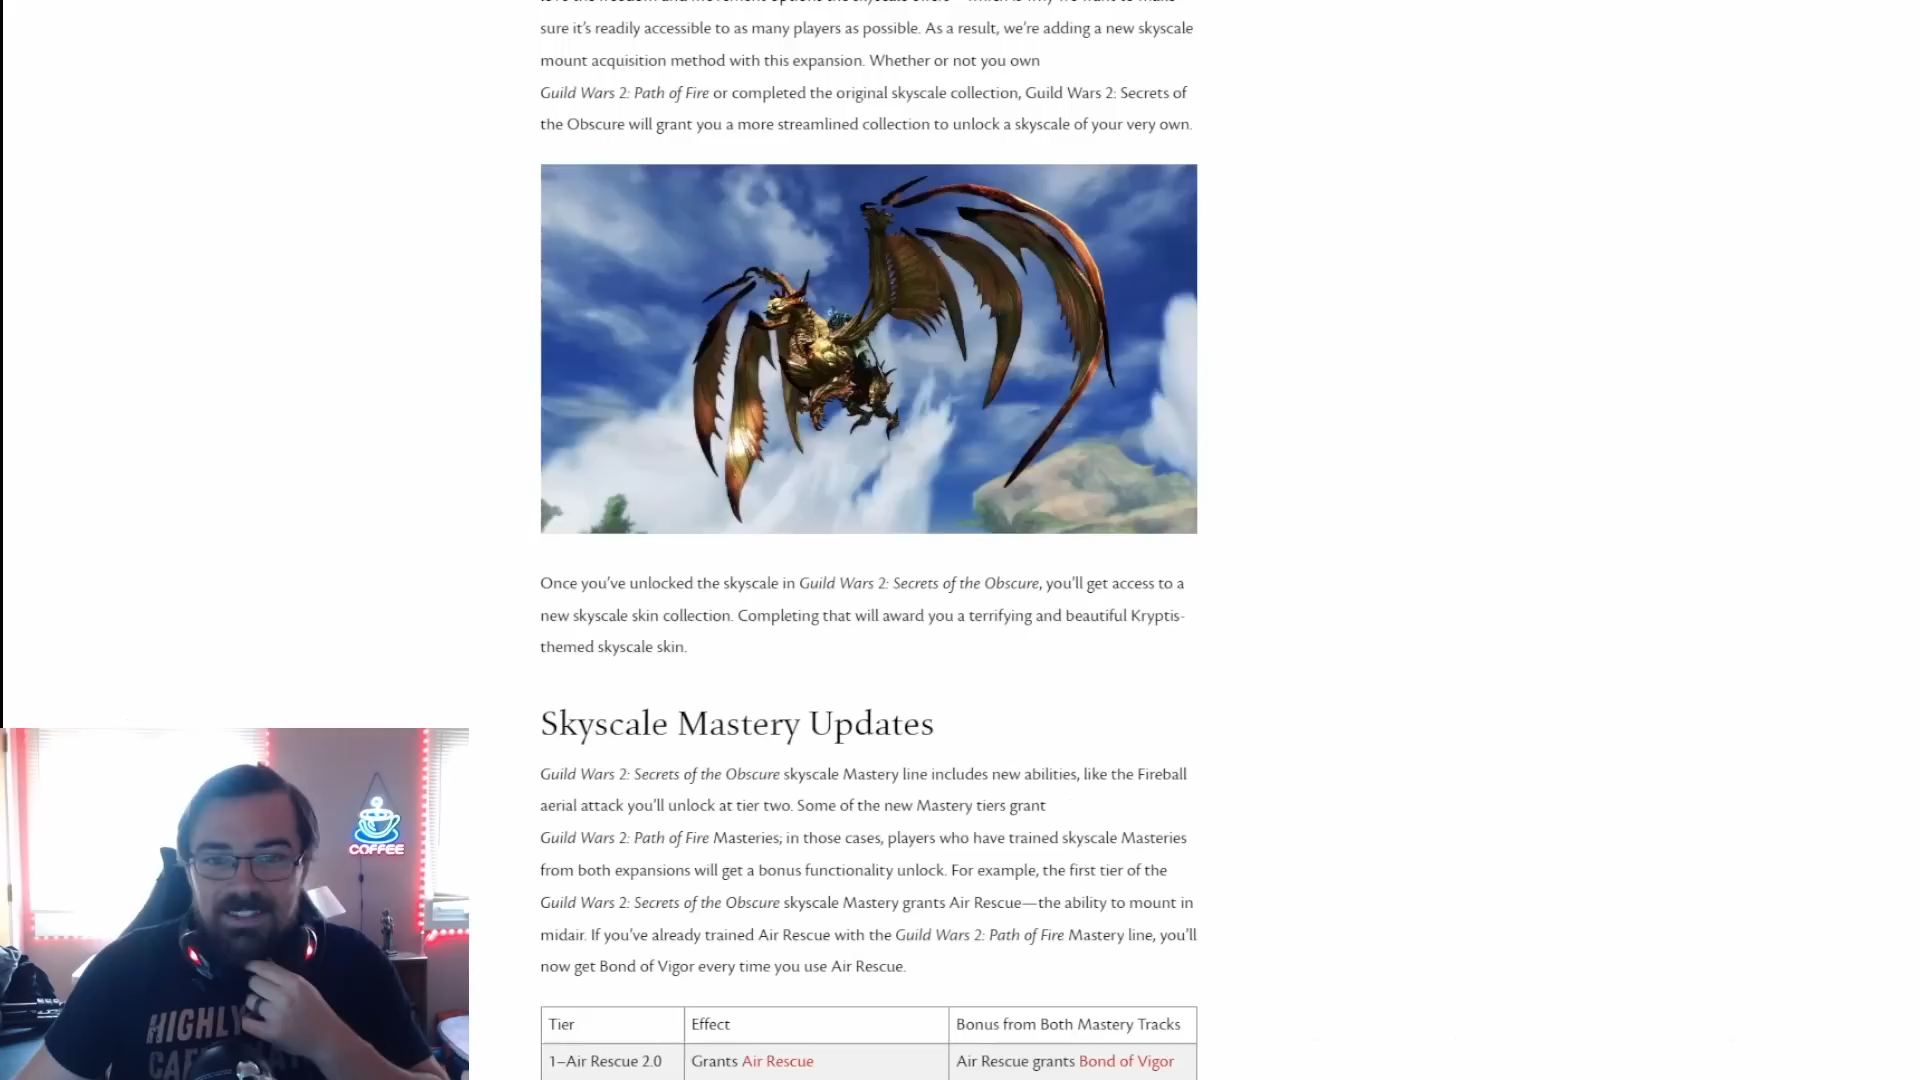 sure it’s readily accessible to as many players as possible. As a result, we’re adding a new skyscale
mount acquisition method with this expansion. Whether or not you own
Guild Wars 2: Path of Fire or completed the original skyscale collection, Guild Wars 2: Secrets of
the Obscure will grant you a more streamlined collection to unlock a skyscale of your very own.
Once you’ve unlocked the skyscale in Guild Wars 2: Secrets of the Obscure, you’ll get access to a
new skyscale skin collection. Completing that will award you a terrifying and beautiful Kryptis-
themed skyscale skin.
Skyscale Mastery Updates
Guild Wars 2: Secrets of the Obscure skyscale Mastery line includes new abilities, like the Fireball
aerial attack you’ll unlock at tier two. Some of the new Mastery tiers grant
Guild Wars 2: Path of Fire Masteries; in those cases, players who have trained skyscale Masteries
from both expansions will get a bonus functionality unlock. For example, the first tier of the
Guild Wars 2: Secrets of the Obscure skyscale Mastery grants Air Rescue—the ability to mount in
midair. If you’ve already trained Air Rescue with the Guild Wars 2: Path of Fire Mastery line, you’ll
now get Bond of Vigor every time you use Air Rescue.
Tier Effect Bonus from Both Mastery Tracks
1–Air Rescue 2.0 Grants Air Rescue Air Rescue grants Bond of Vigor
COFFEE
HIGHLY